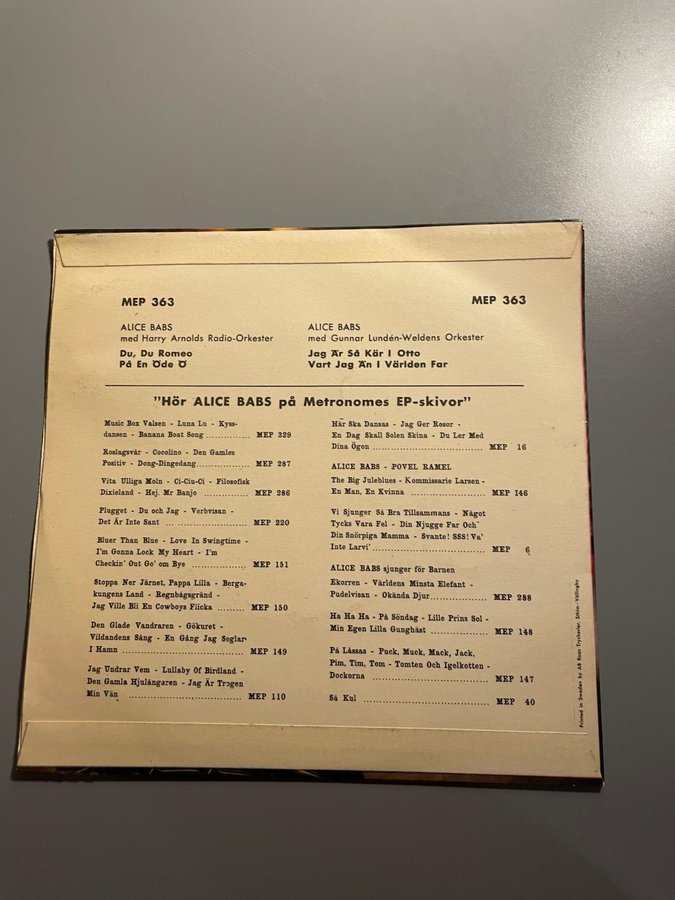 MEP 363
MEP 363
ALICE BABS
med Harry Arnolds Radio-Orkester
Du, Du Romeo
På En Öde Ö
ALICE BABS
med Gunnar Lundén-Weldens Orkester
Jag Är Så Kär I Otto
Vart Jag Än I Världen Far
"Hör ALICE BABS på Metronomes EP-skivor"
Music Box Valsen - Luna Lu - Kyss-
dansen - Banana Boat Song .................. MEP 329
Roslagsvår - Cocolino - Den Gamles
Positiv - Dong-Dingedang .................. MEP 287
Vita Ulliga Moln - Ci-Ciu-Ci - Filosofisk
Dixieland - Hej. Mr Banjo .................. MEP 286
Plugget - Du och Jag - Verbvisan -
Det Är Inte Sant .................. MEP 220
Bluer Than Blue - Love In Swingtime -
I'm Gonna Lock My Heart - I'm
Checkin' Out Go' om Bye .................. MEP 151
Stoppa Ner Järnet, Pappa Lilla - Berga-
kungens Land - Regnbågsgränd -
Jag Ville Bli En Cowboys Flicka ........ MEP 150
Den Glade Vandraren - Gökuret -
Vildandens Sång - En Gång Jag Seglar
I Hamn .................. MEP 149
Jag Undrar Vem - Lullaby Of Birdland -
Den Gamla Hjulångaren - Jag Är Trogen
Min Vän .................. MEP 110
Här Ska Dansas - Jag Ger Rosor -
En Dag Skall Solen Skina - Du Ler Med
Dina Ögon .................. MEP 16
ALICE BABS - POVEL RAMEL
The Big Juleblues - Kommissarie Larsen -
En Man, En Kvinna .................. MEP 146
Vi Sjunger Så Bra Tillsammans - Något
Tycks Vara Fel - Din Njugge Far Och
Din Snörpiga Mamma - Svante! SSS! Va'
Inte Larvi' .................. MEP 6
ALICE BABS sjunger för Barnen
Ekorren - Världens Minsta Elefant -
Pudelvisan - Okända Djur .................. MEP 288
Ha Ha Ha - På Söndag - Lille Prins Sol -
Min Egen Lilla Gunghäst .................. MEP 148
På Låssas - Puck, Muck, Mack, Jack,
Pim, Tim, Tom - Tomten Och Igelkotten -
Dockorna .................. MEP 147
Så Kul .................. MEP 40
Printed in Sweden by AB Roos Tryckerier, Sthlm-Vällingby